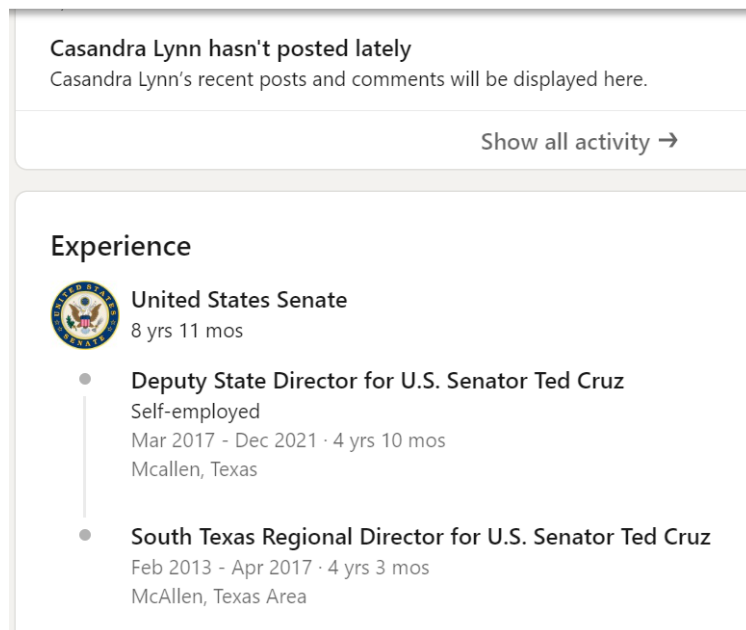 Casandra Lynn hasn't posted lately
Casandra Lynn's recent posts and comments will be displayed here.
Show all activity →
Experience
UNITED STATES SENATE
United States Senate
8 yrs 11 mos
Deputy State Director for U.S. Senator Ted Cruz
Self-employed
Mar 2017 - Dec 2021 · 4 yrs 10 mos
Mcallen, Texas
South Texas Regional Director for U.S. Senator Ted Cruz
Feb 2013 - Apr 2017 · 4 yrs 3 mos
McAllen, Texas Area